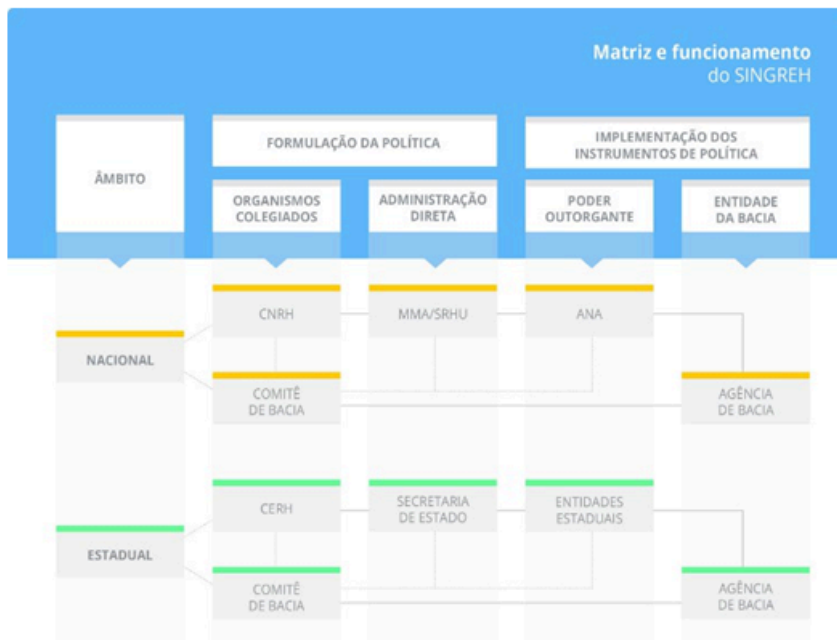 Matriz e funcionamento
do SINGREH
ÂMBITO
FORMULAÇÃO DA POLÍTICA
IMPLEMENTAÇÃO DOS
INSTRUMENTOS DE POLÍTICA
ORGANISMOS
COLEGIADOS
ADMINISTRAÇÃO
DIRETA
PODER
OUTORGANTE
ENTIDADE
DA BACIA
NACIONAL
CNRH
MMA/SRHU
ANA
COMITÊ
DE BACIA
AGÊNCIA
DE BACIA
ESTADUAL
CERH
SECRETARIA
DE ESTADO
ENTIDADES
ESTADUAIS
COMITÊ
DE BACIA
AGÊNCIA
DE BACIA